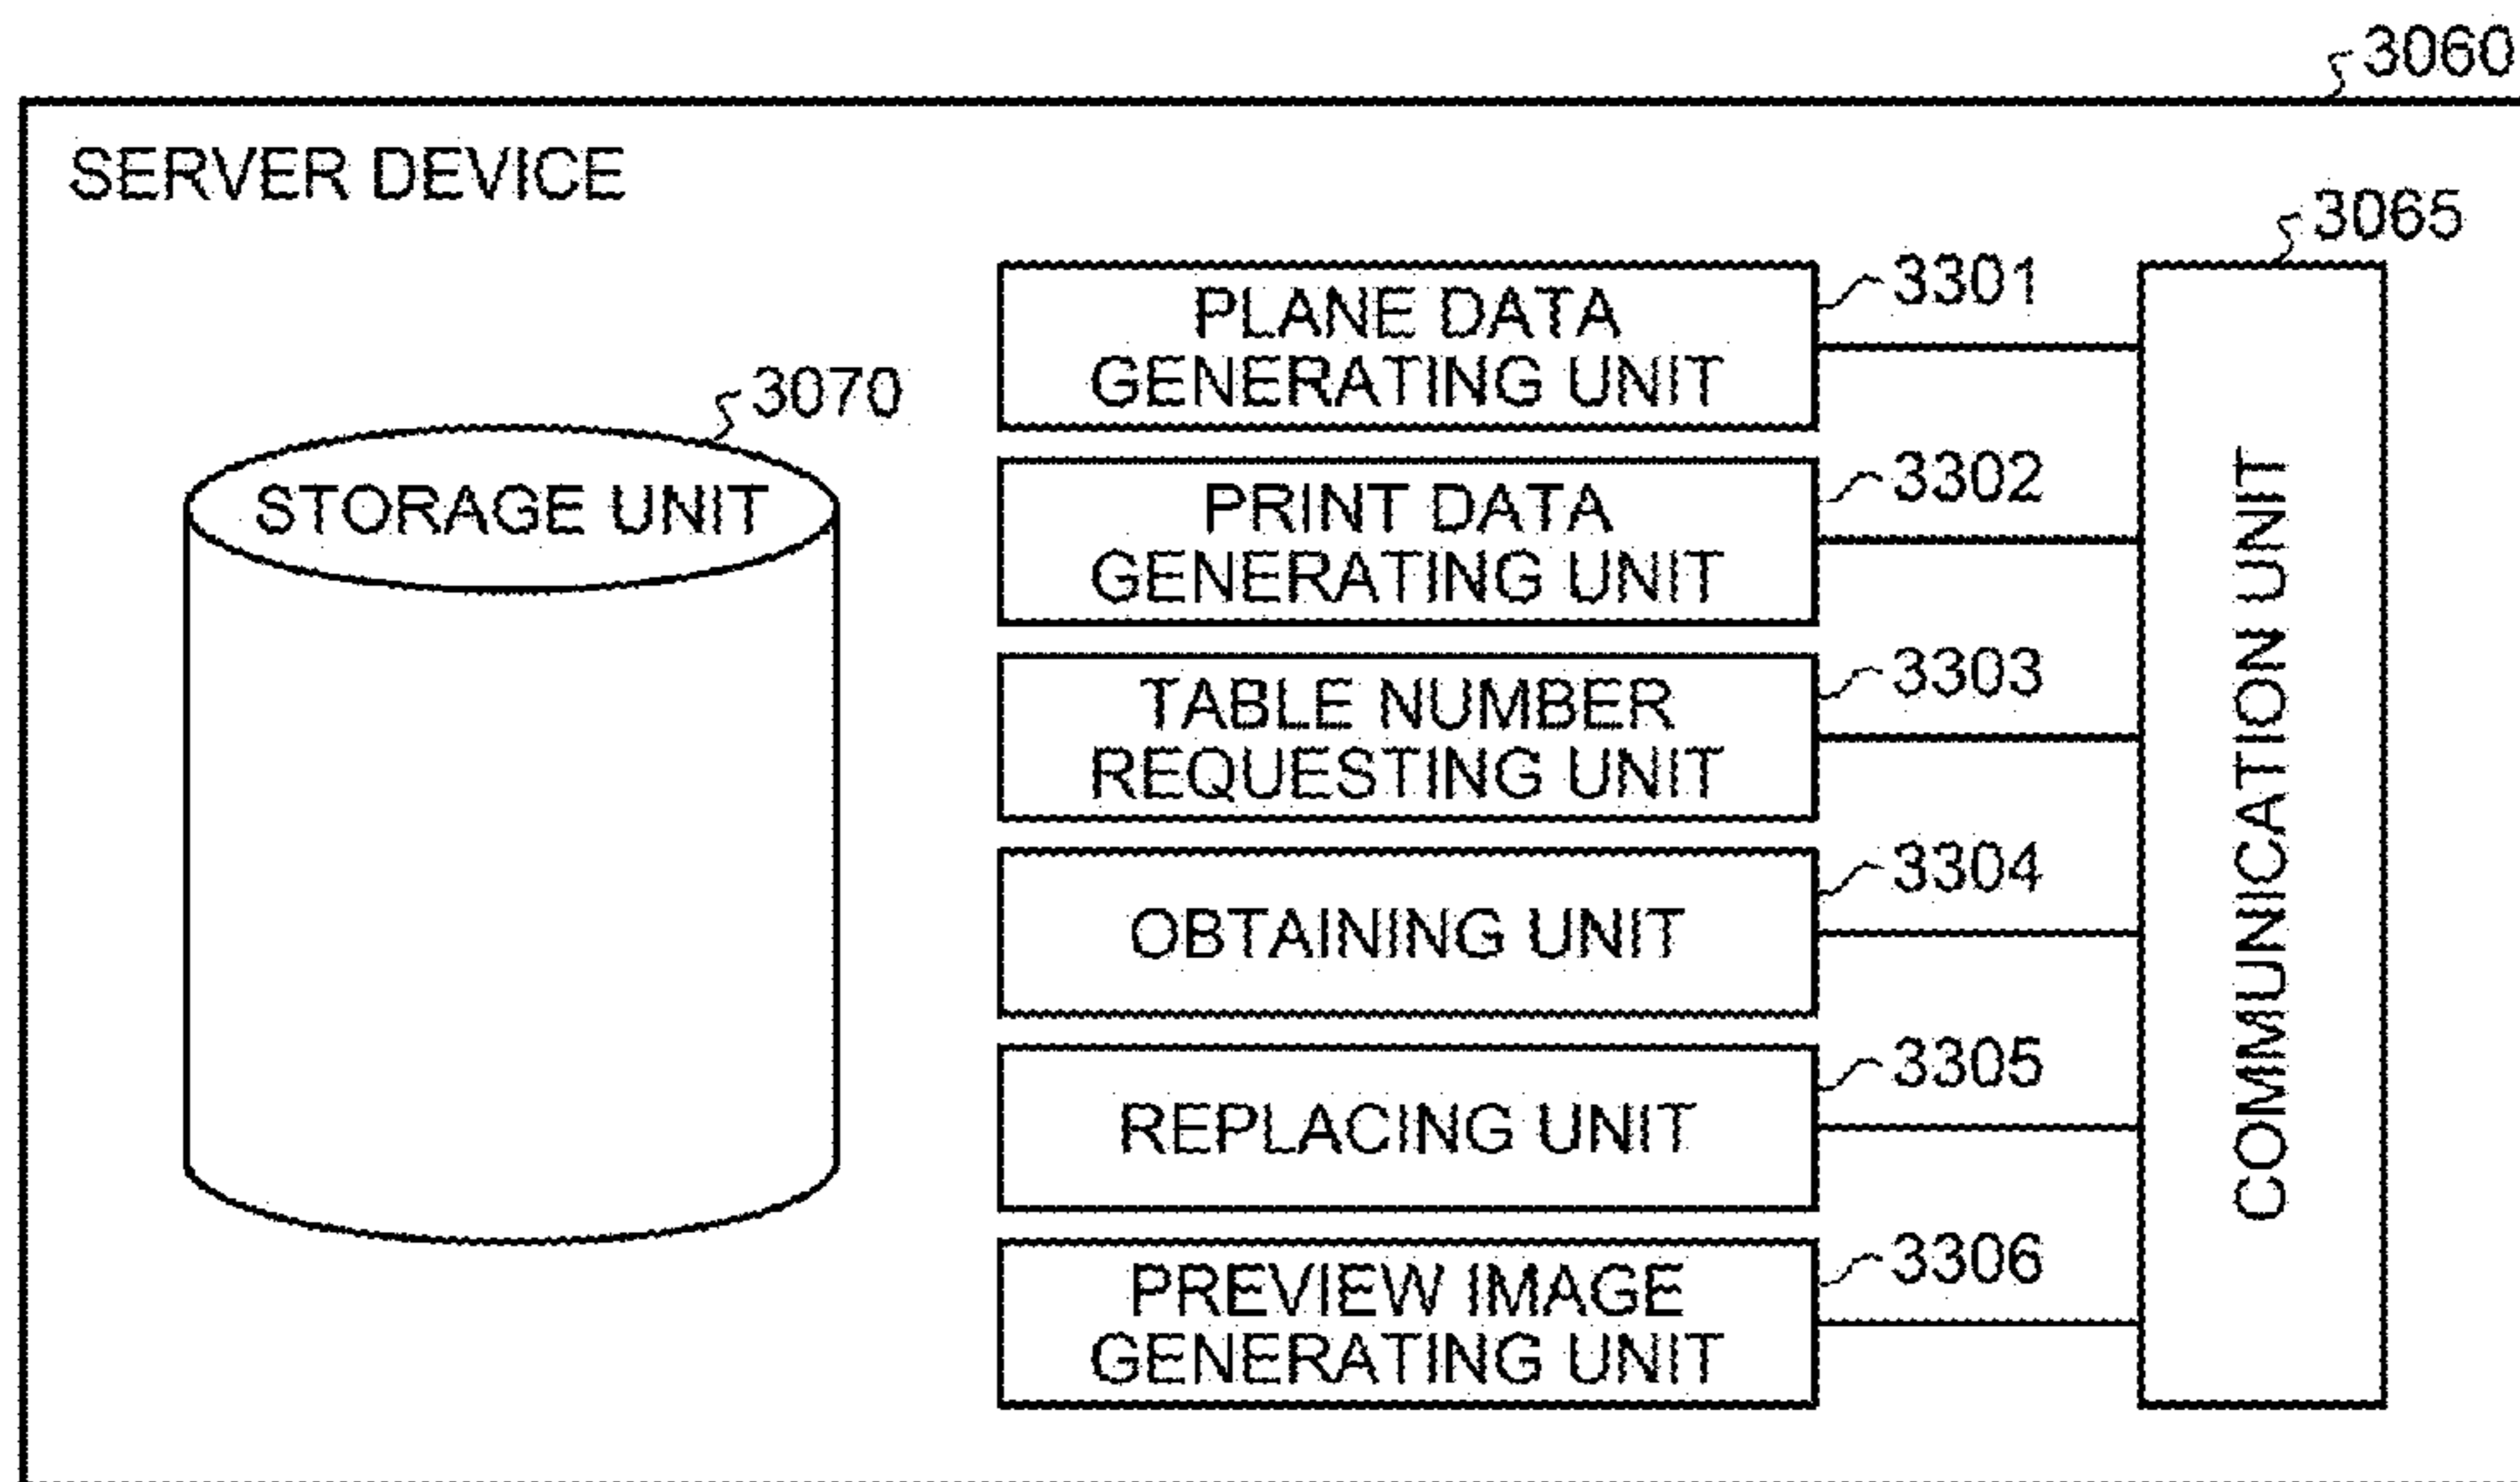 3060
SERVER DEVICE
3065
3301
PLANE DATA
GENERATING UNIT
3070
STORAGE UNIT
3302
PRINT DATA
GENERATING UNIT
3303
TABLE NUMBER
REQUESTING UNIT
3304
OBTAINING UNIT
3305
REPLACING UNIT
3306
PREVIEW IMAGE
GENERATING UNIT
COMMUNICATION UNIT